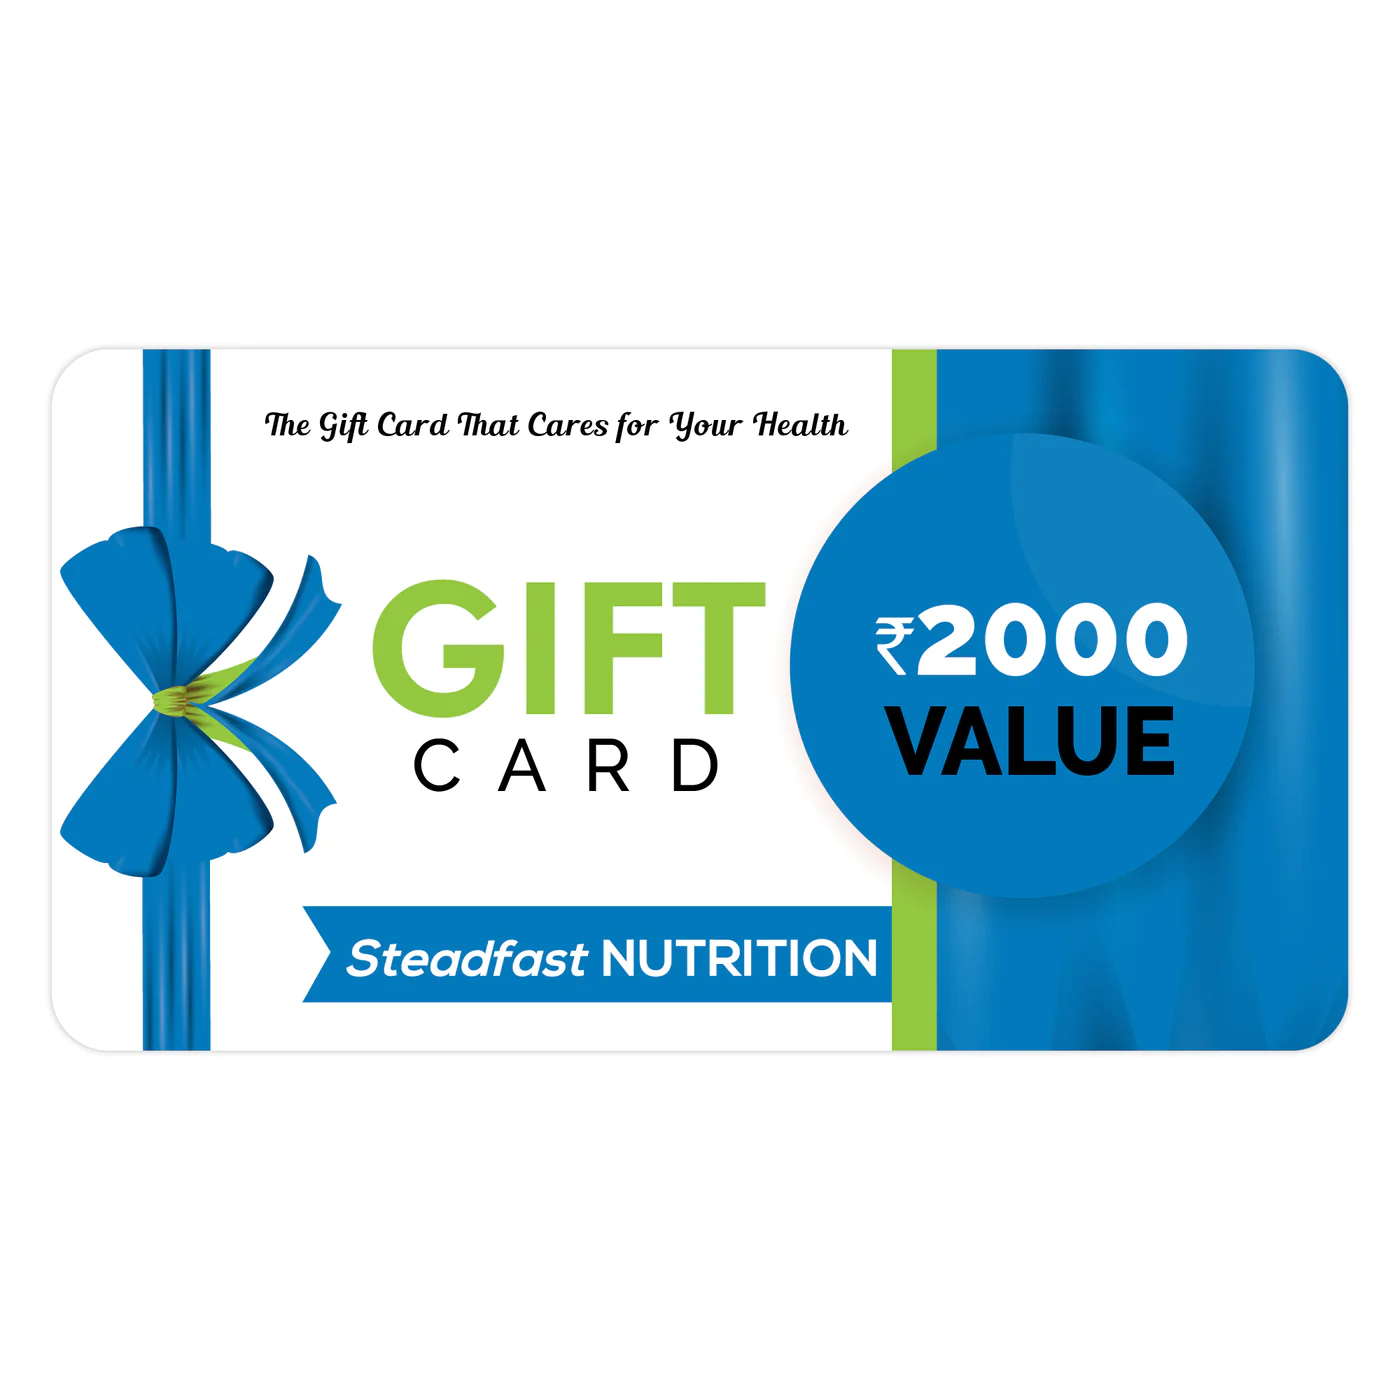 The Gift Card That Cares for Your Health
GIFT
CARD
₹2000
VALUE
Steadfast NUTRITION